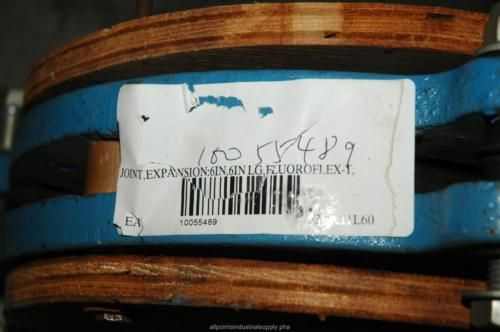 10055489
JOINT,EXPANSION;6IN,6IN LG,FLUOROFLEX-T,
EA
10055489
allpointsindustrialsupply pha